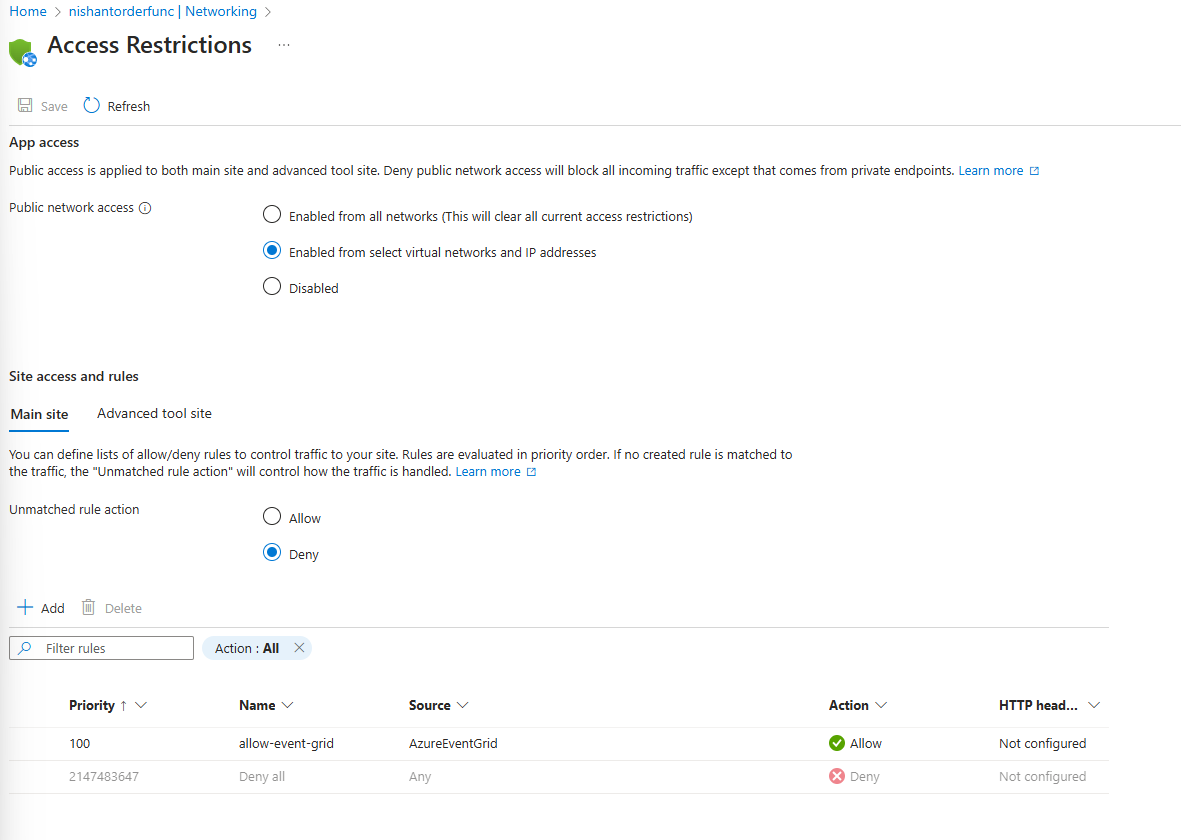 Home > nishantorderfunc | Networking >
Access Restrictions ...
Save Refresh
App access
Public access is applied to both main site and advanced tool site. Deny public network access will block all incoming traffic except that comes from private endpoints. Learn more
Public network access
Enabled from all networks (This will clear all current access restrictions)
Enabled from select virtual networks and IP addresses
Disabled
Site access and rules
Main site Advanced tool site
You can define lists of allow/deny rules to control traffic to your site. Rules are evaluated in priority order. If no created rule is matched to
the traffic, the "Unmatched rule action" will control how the traffic is handled. Learn more
Unmatched rule action
Allow
Deny
+ Add Delete
Filter rules Action : All
Priority ↑ Name Source Action HTTP head...
100 allow-event-grid AzureEventGrid Allow Not configured
2147483647 Deny all Any Deny Not configured